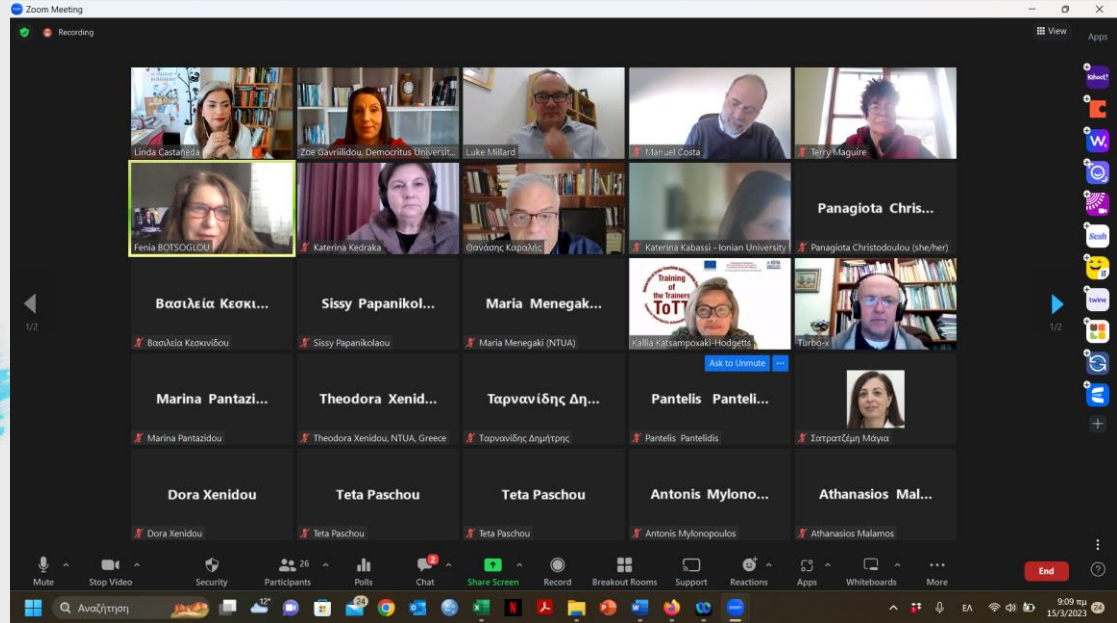 Zoom Meeting
Recording
View
Apps
Linda Castañeda
Zoe Gavriilidou, Democritus Universit...
Luke Millard
Manuel Costa
Terry Maguire
Fenia BOTSOGLOU
Katerina Kedraka
Θανάσης Καραλής
Katerina Kabassi - Ionian University
Panagiota Chris...
Panagiota Christodoulou (she/her)
Βασιλεία Κεσκι...
Βασιλεία Κεσκινίδου
Sissy Papanikol...
Sissy Papanikolaou
Maria Menegak...
Maria Menegaki (NTUA)
Training
of the
Trainers
ToTT
Kallia Katsampoxaki-Hodgetts
Turbo-x
1/2
1/2
Marina Pantazi...
Marina Pantazidou
Theodora Xenid...
Theodora Xenidou, NTUA, Greece
Ταρνανίδης Δη...
Ταρνανίδης Δημήτρης
Ask to Unmute
...
Pantelis Panteli...
Pantelis Pantelidis
Σατρατζέμη Μάγια
Dora Xenidou
Dora Xenidou
Teta Paschou
Teta Paschou
Teta Paschou
Teta Paschou
Antonis Mylono...
Antonis Mylonopoulos
Athanasios Mal...
Athanasios Malamos
Kahoot!
W
Sesh
twine
Mute
Stop Video
Security
Participants
26
Polls
Chat
2
Share Screen
Record
Breakout Rooms
Support
Reactions
Apps
Whiteboards
More
End
Αναζήτηση
12°
24
ΕΛ
9:09 πμ
15/3/2023